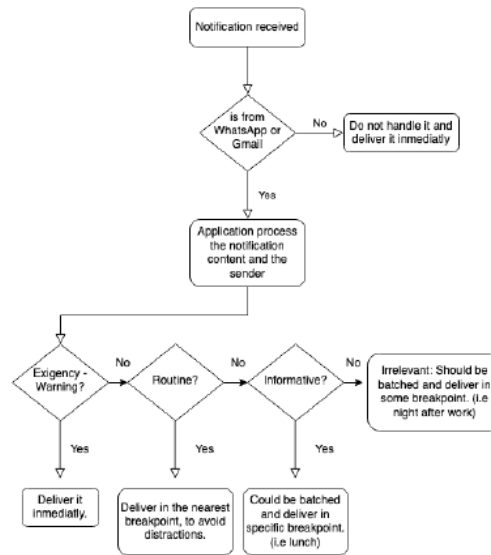 Notification received
is from
WhatsApp or
Gmail
No
Do not handle it and
deliver it inmediatly
Yes
Application process
the notification
content and the
sender
Exigency -
Warning?
No
Routine?
No
Informative?
No
Irrelevant: Should be
batched and deliver in
some breakpoint. (i.e
night after work)
Yes
Yes
Yes
Deliver it
inmediatly.
Deliver in the nearest
breakpoint, to avoid
distractions.
Could be batched
and deliver in
specific breakpoint.
(i.e lunch)